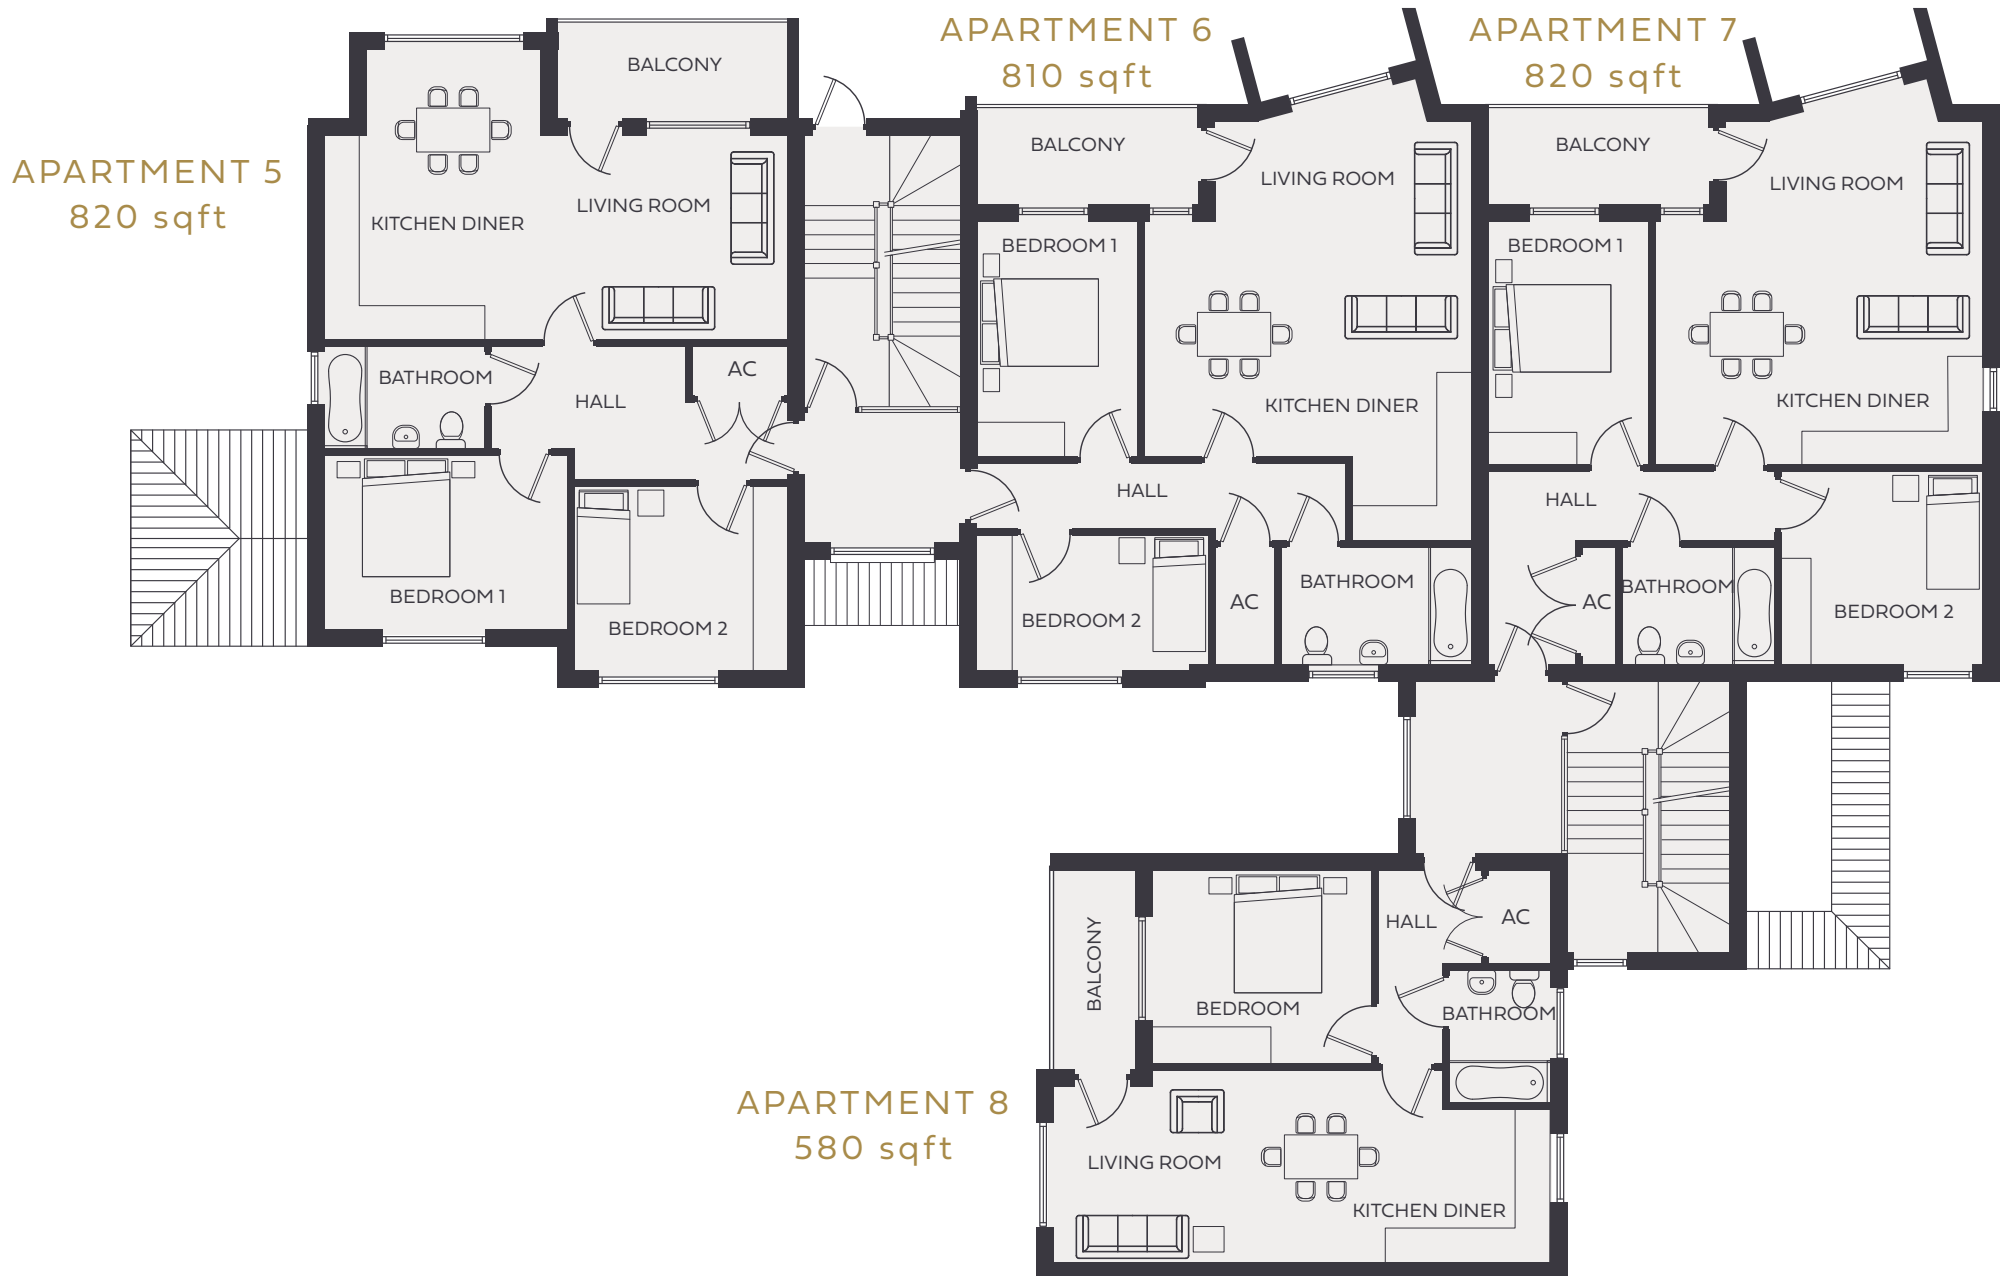 APARTMENT 5
820 sqft
BALCONY
KITCHEN DINER
LIVING ROOM
BATHROOM
HALL
AC
BEDROOM 1
BEDROOM 2
APARTMENT 6
810 sqft
BALCONY
LIVING ROOM
BEDROOM 1
KITCHEN DINER
HALL
BEDROOM 2
AC
BATHROOM
APARTMENT 7
820 sqft
BALCONY
LIVING ROOM
BEDROOM 1
KITCHEN DINER
HALL
AC
BATHROOM
BEDROOM 2
APARTMENT 8
580 sqft
BALCONY
BEDROOM
HALL
AC
BATHROOM
LIVING ROOM
KITCHEN DINER